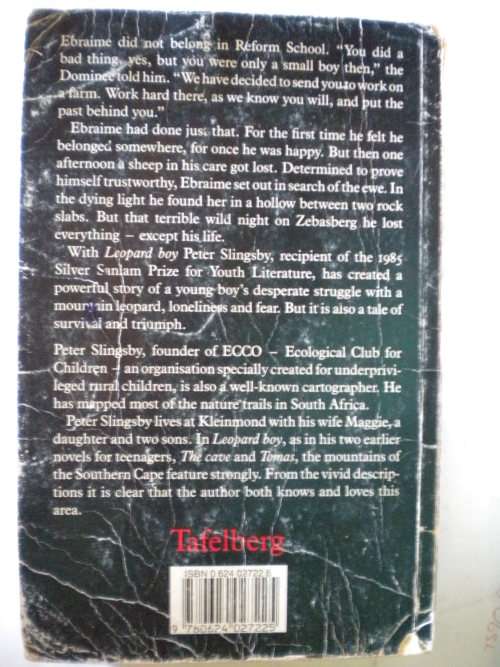 Ebraime did not belong in Reform School. “You did a
bad thing, yes, but you were only a small boy then,” the
Dominee told him. “We have decided to send you to work on
a farm. Work hard there, as we know you will, and put the
past behind you.”
Ebraime had done just that. For the first time he felt he
belonged somewhere, for once he was happy. But then one
afternoon a sheep in his care got lost. Determined to prove
himself trustworthy, Ebraime set out in search of the ewe. In
the dying light he found her in a hollow between two rock
slabs. But that terrible wild night on Zebasberg he lost
everything – except his life.
With Leopard boy Peter Slingsby, recipient of the 1985
Silver Sanlam Prize for Youth Literature, has created a
powerful story of a young boy’s desperate struggle with a
mountain leopard, loneliness and fear. But it is also a tale of
survival and triumph.
Peter Slingsby, founder of ECCO – Ecological Club for
Children – an organisation specially created for underprivi-
leged rural children, is also a well-known cartographer. He
has mapped most of the nature trails in South Africa.
Peter Slingsby lives at Kleinmond with his wife Maggie, a
daughter and two sons. In Leopard boy, as in his two earlier
novels for teenagers, The cave and Tomas, the mountains of
the Southern Cape feature strongly. From the vivid descrip-
tions it is clear that the author both knows and loves this
area.
Tafelberg
ISBN 0 624 02722 8
9 780624 027225